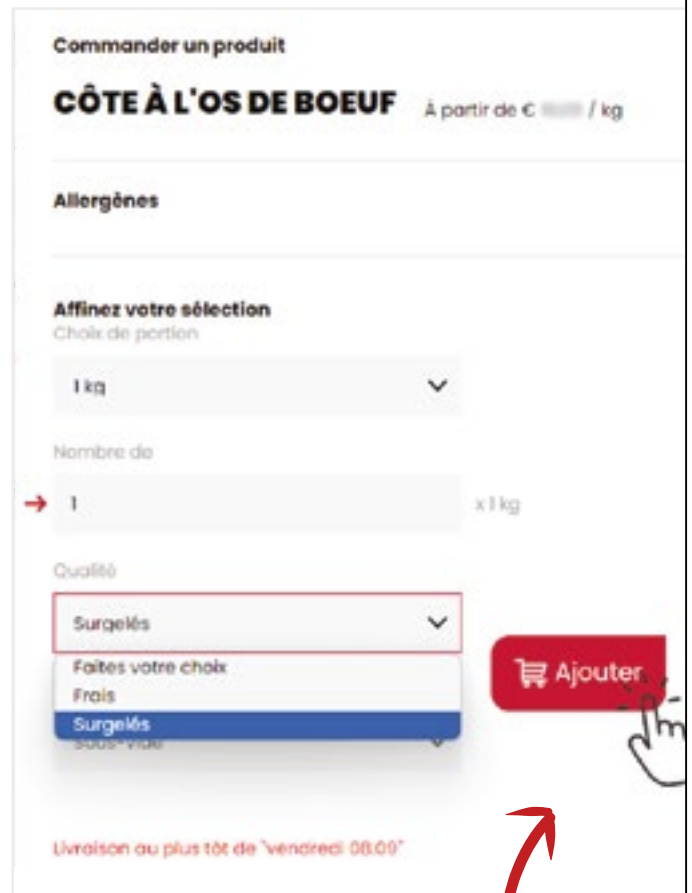 Commander un produit
CÔTE À L'OS DE BOEUF À partir de € / kg
Allergènes
Affinez votre sélection
Choix de portion
1 kg
Nombre de
1 x 1 kg
Qualité
Surgelés
Faites votre choix
Frais
Surgelés
Sous-vide
Ajouter
Livraison au plus tôt de "vendredi 08.09"